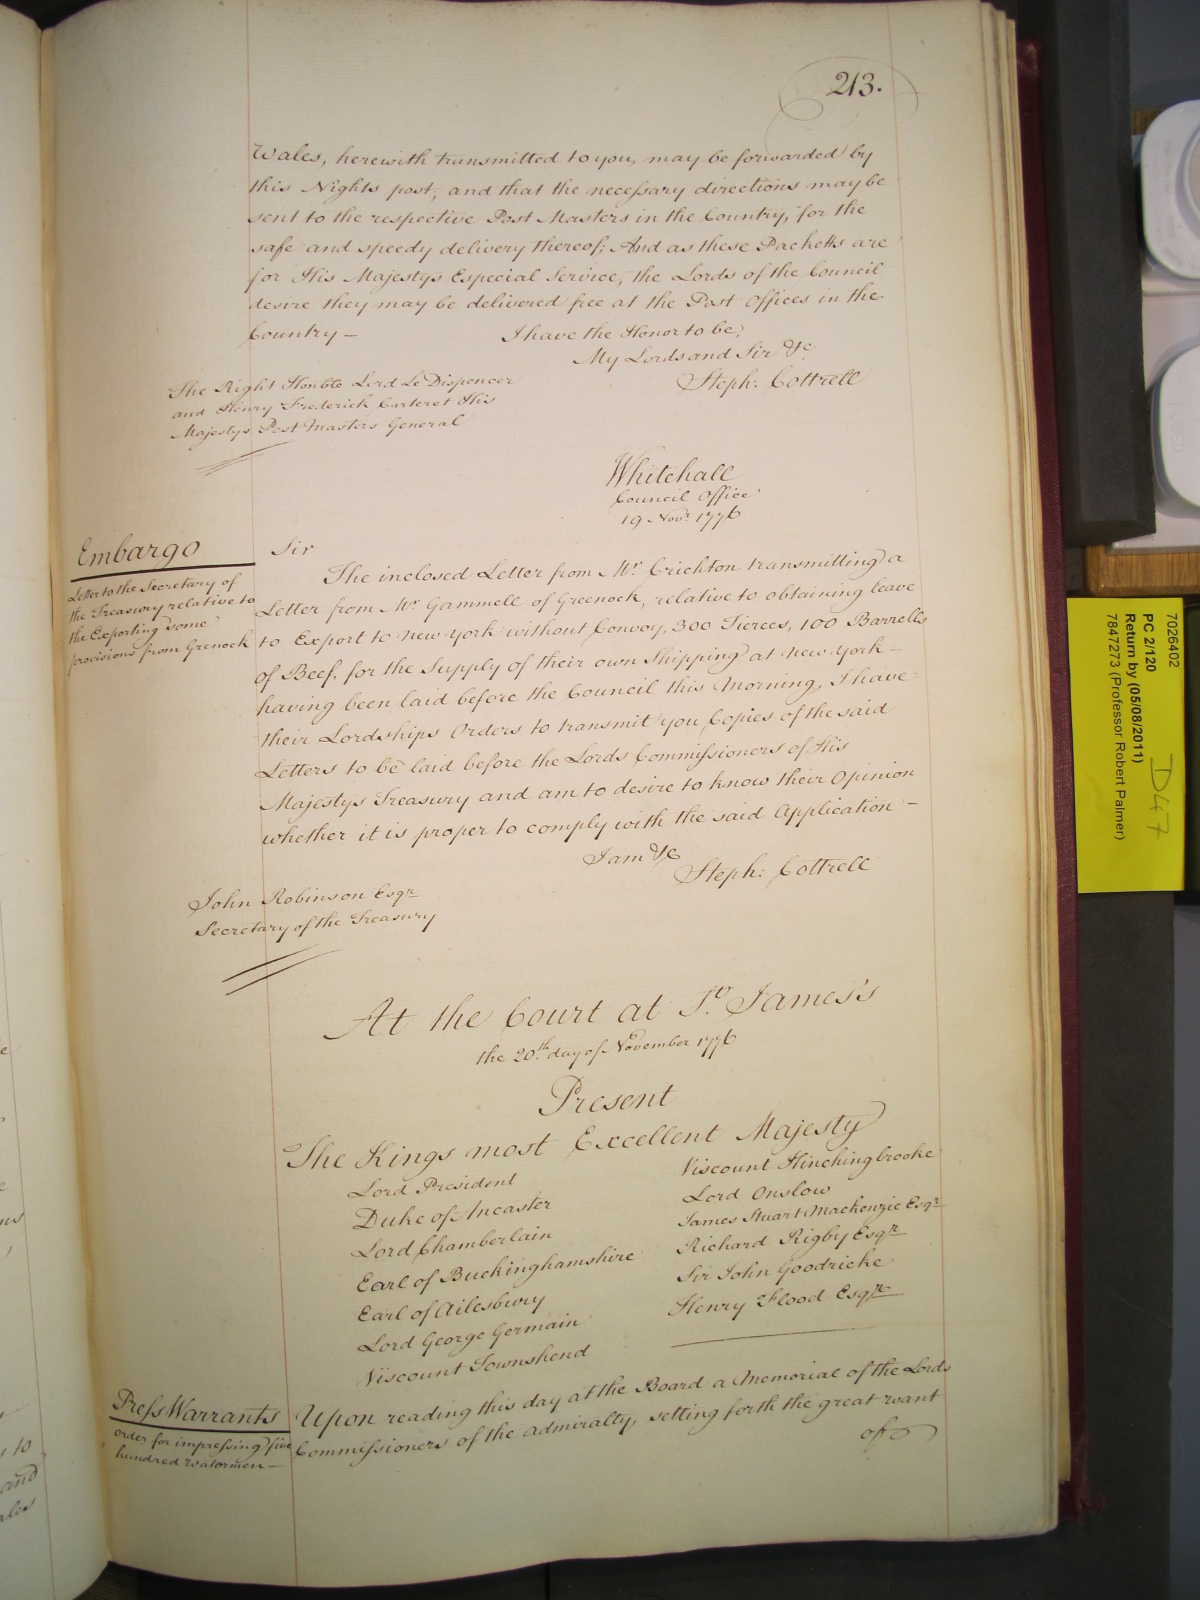 213.
Wales, herewith transmitted to you, may be forwarded by
this Nights post, and that the necessary directions may be
sent to the respective Post Masters in the Country, for the
safe and speedy delivery thereof; And as these Packetts are
for His Majestys Especial Service, the Lords of the Council
desire they may be delivered free at the Post Offices in the
Country —
I have the Honor to be,
My Lords and Sir &c.
Steph: Cottrell
The Right Honble Lord Le Dispencer
and Henry Frederick Carteret His
Majestys Post Masters General
Whitehall
Council Office
19 Novr. 1776
Embargo
Letter to the Secretary of
the Treasury relative to
the Exporting some
provisions from Grenock
Sir
The inclosed Letter from Mr. Crichton transmitting a
Letter from Mr. Gammell of Greenock, relative to obtaining leave
to Export to New York without Convoy, 300 Tierces, 100 Barrells
of Beef, for the Supply of their own Shipping at New York —
having been laid before the Council this Morning, I have
their Lordships Orders to transmit you Copies of the said
Letters to be laid before the Lords Commissioners of His
Majestys Treasury and am to desire to know their Opinion
whether it is proper to comply with the said Application —
I am &c
Steph: Cottrell
John Robinson Esqr.
Secretary of the Treasury
At the Court at St. James's
the 20th. day of November 1776
Present
The Kings most Excellent Majesty
Lord President
Duke of Ancaster
Lord Chamberlain
Earl of Buckinghamshire
Earl of Ailesbury
Lord George Germain
Viscount Townshend
Viscount Hinchingbrooke
Lord Onslow
James Stuart Mackenzie Esqr.
Richard Rigby Esqr.
Sir John Goodricke
Henry Flood Esqre.
Press Warrants
order for impressing five
hundred watermen —
Upon reading this day at the Board a Memorial of the Lords
Commissioners of the admiralty, setting forth the great want
of
7026402
PC 2/120
Return by (05/08/2011)
7847273 (Professor Robert Palmer)
D47
to
and
ales